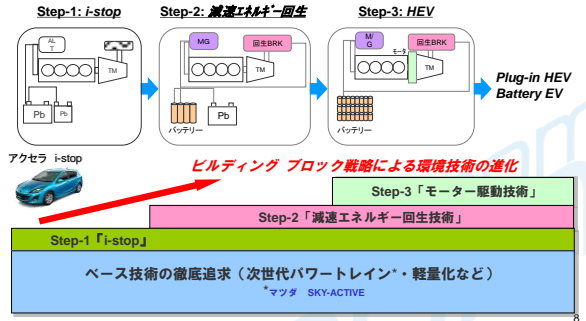 Step-1: i-stop
Step-2: 減速エネルギー回生
Step-3: HEV
AL
T
TM
Pb
Pb
MG
回生BRK
TM
Pb
バッテリー
M/
G
回生BRK
モータ
TM
バッテリー
Plug-in HEV
Battery EV
アクセラ i-stop
ビルディング ブロック戦略による環境技術の進化
Step-3「モーター駆動技術」
Step-2「減速エネルギー回生技術」
Step-1「i-stop」
ベース技術の徹底追求（次世代パワートレイン*・軽量化など）
*マツダ SKY-ACTIVE
8